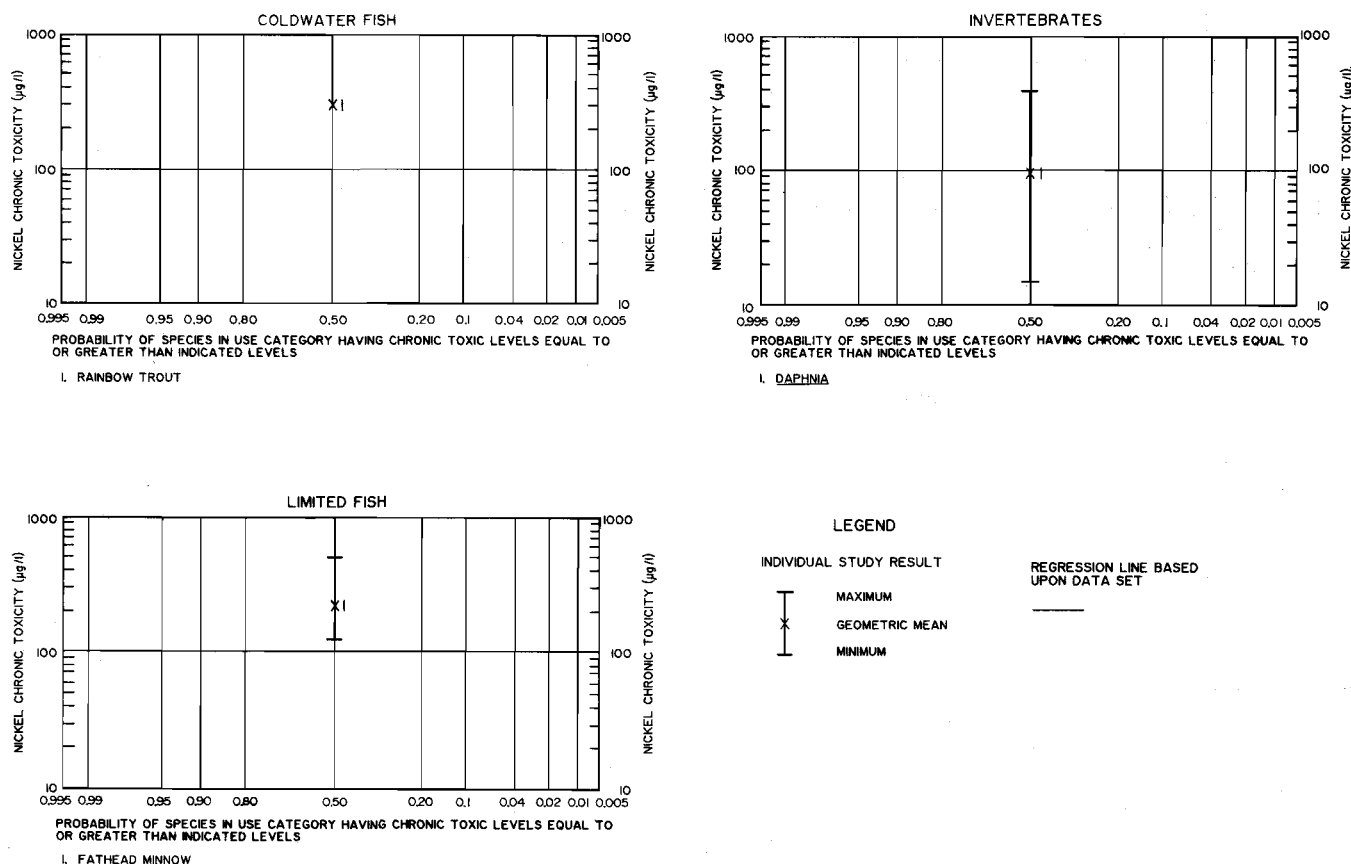 COLDWATER FISH
1000
100
10
1000
100
10
NICKEL CHRONIC TOXICITY (µg/l)
NICKEL CHRONIC TOXICITY (µg/l)
1
0.995 0.99 0.95 0.90 0.80 0.50 0.20 0.1 0.04 0.02 0.01 0.005
PROBABILITY OF SPECIES IN USE CATEGORY HAVING CHRONIC TOXIC LEVELS EQUAL TO
OR GREATER THAN INDICATED LEVELS
1. RAINBOW TROUT
INVERTEBRATES
1000
100
10
1000
100
10
NICKEL CHRONIC TOXICITY (µg/l)
NICKEL CHRONIC TOXICITY (µg/l)
1
0.995 0.99 0.95 0.90 0.80 0.50 0.20 0.1 0.04 0.02 0.01 0.005
PROBABILITY OF SPECIES IN USE CATEGORY HAVING CHRONIC TOXIC LEVELS EQUAL TO
OR GREATER THAN INDICATED LEVELS
1. DAPHNIA
LIMITED FISH
1000
100
10
1000
100
10
NICKEL CHRONIC TOXICITY (µg/l)
NICKEL CHRONIC TOXICITY (µg/l)
1
0.995 0.99 0.95 0.90 0.80 0.50 0.20 0.1 0.04 0.02 0.01 0.005
PROBABILITY OF SPECIES IN USE CATEGORY HAVING CHRONIC TOXIC LEVELS EQUAL TO
OR GREATER THAN INDICATED LEVELS
1. FATHEAD MINNOW
LEGEND
INDIVIDUAL STUDY RESULT
MAXIMUM
GEOMETRIC MEAN
MINIMUM
REGRESSION LINE BASED
UPON DATA SET